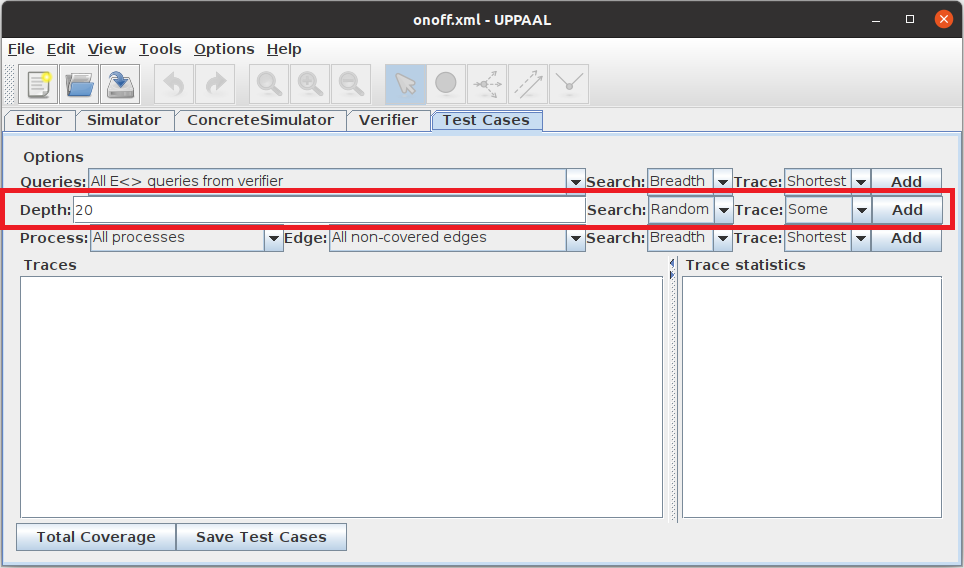 onoff.xml - UPPAAL
File Edit View Tools Options Help
Editor Simulator ConcreteSimulator Verifier Test Cases
Options
Queries: All E<> queries from verifier Search: Breadth Trace: Shortest Add
Depth: 20 Search: Random Trace: Some Add
Process: All processes Edge: All non-covered edges Search: Breadth Trace: Shortest Add
Traces Trace statistics
Total Coverage Save Test Cases